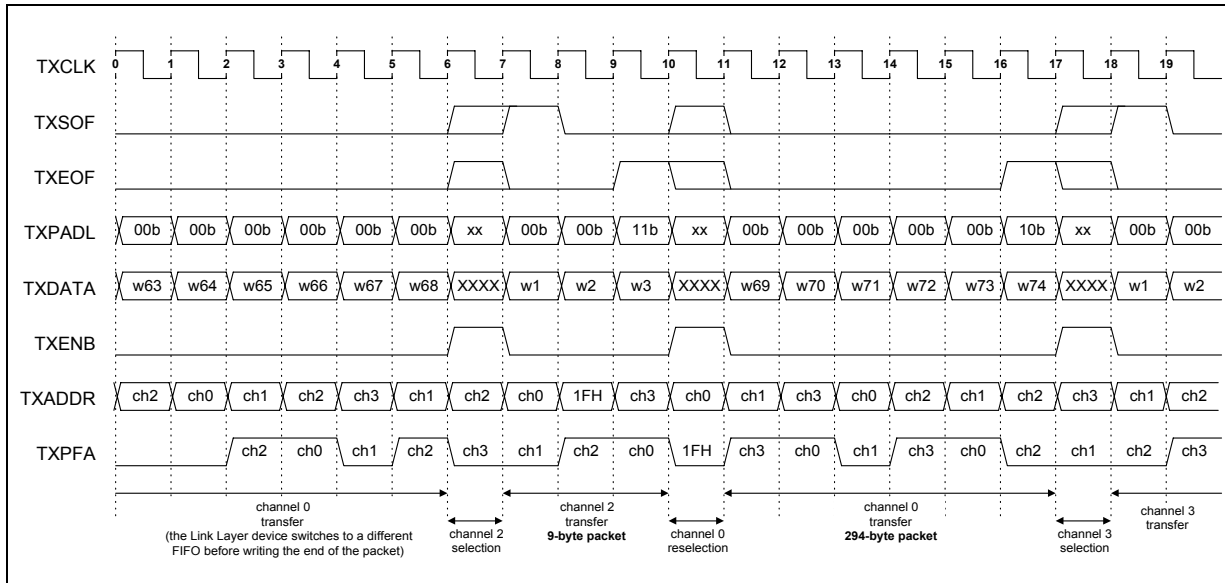 TXCLK 0 1 2 3 4 5 6 7 8 9 10 11 12 13 14 15 16 17 18 19
TXSOF
TXEOF
TXPADL 00b 00b 00b 00b 00b 00b xx 00b 00b 11b xx 00b 00b 00b 00b 00b 10b xx 00b 00b
TXDATA w63 w64 w65 w66 w67 w68 XXXX w1 w2 w3 XXXX w69 w70 w71 w72 w73 w74 XXXX w1 w2
TXENB
TXADDR ch2 ch0 ch1 ch2 ch3 ch1 ch2 ch0 1FH ch3 ch0 ch1 ch3 ch0 ch2 ch1 ch2 ch3 ch1 ch2
TXPFA ch2 ch0 ch1 ch2 ch3 ch1 ch2 ch0 1FH ch3 ch0 ch1 ch3 ch0 ch2 ch1 ch2 ch3
channel 0
transfer
(the Link Layer device switches to a different
FIFO before writing the end of the packet)
channel 2
selection
channel 2
transfer
9-byte packet
channel 0
reselection
channel 0
transfer
294-byte packet
channel 3
selection
channel 3
transfer